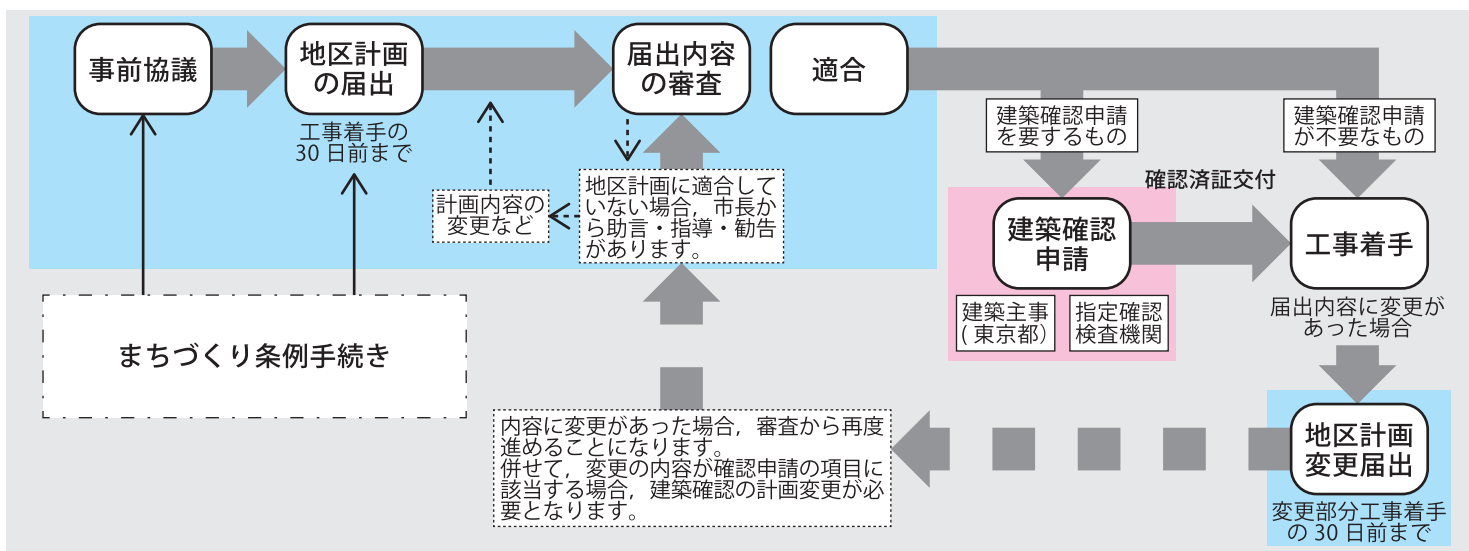 事前協議
地区計画
の届出
工事着手の
30 日前まで
届出内容
の審査
適合
計画内容の
変更など
地区計画に適合して
いない場合，市長か
ら助言・指導・勧告
があります。
まちづくり条例手続き
建築確認申請
を要するもの
建築確認申請
が不要なもの
建築確認
申請
建築主事
( 東京都）
指定確認
検査機関
確認済証交付
工事着手
届出内容に変更が
あった場合
地区計画
変更届出
変更部分工事着手
の 30 日前まで
内容に変更があった場合，審査から再度
進めることになります。
併せて，変更の内容が確認申請の項目に
該当する場合，建築確認の計画変更が必
要となります。